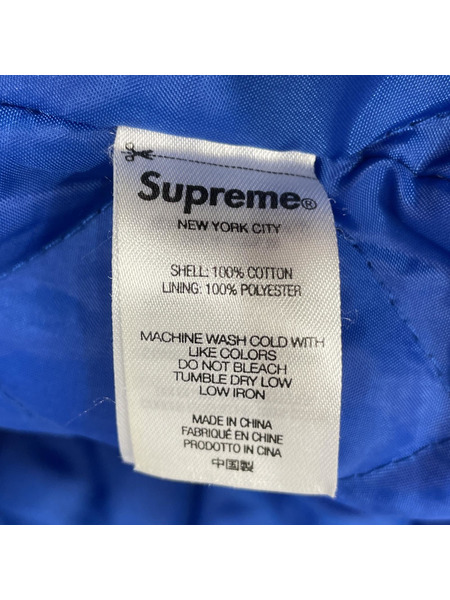 Supreme®
NEW YORK CITY
SHELL: 100% COTTON
LINING: 100% POLYESTER
MACHINE WASH COLD WITH
LIKE COLORS
DO NOT BLEACH
TUMBLE DRY LOW
LOW IRON
MADE IN CHINA
FABRIQUÉ EN CHINE
PRODOTTO IN CINA
中国製